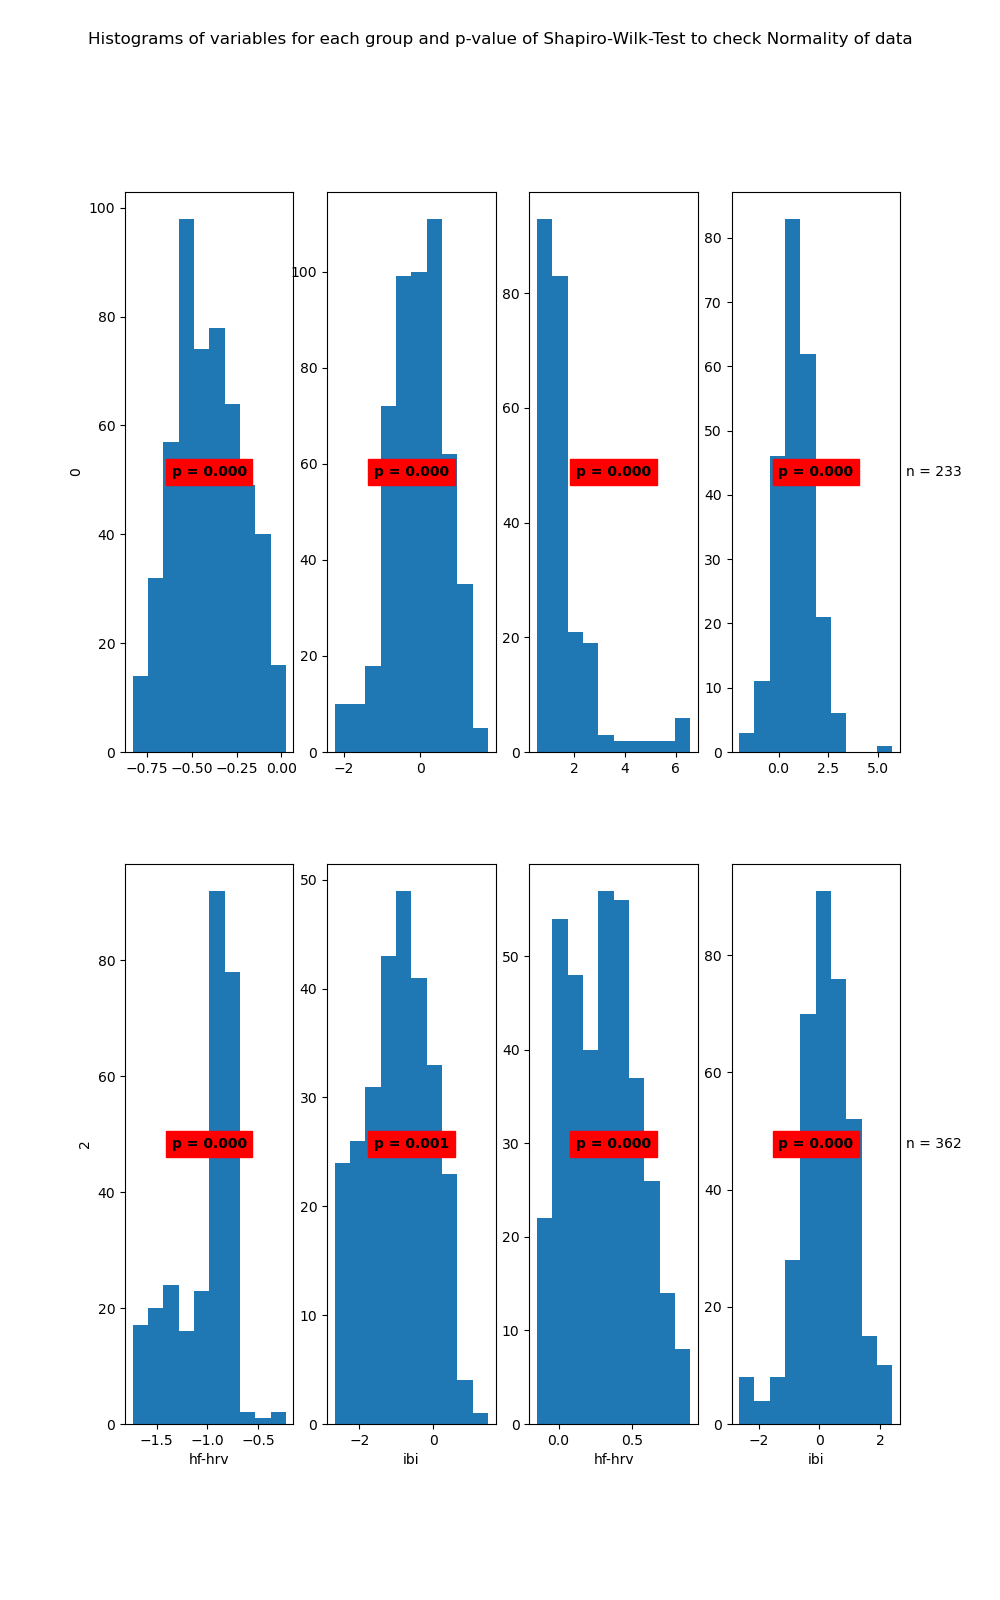 Histograms of variables for each group and p-value of Shapiro-Wilk-Test to check Normality of data
100
80
60
40
20
0
−0.75 −0.50 −0.25 0.00
0
p = 0.000
100
80
60
40
20
0
−2 0
p = 0.000
80
60
40
20
0
2 4 6
p = 0.000
80
70
60
50
40
30
20
10
0
0.0 2.5 5.0
p = 0.000
n = 233
80
60
40
20
0
−1.5 −1.0 −0.5
hf-hrv
2
p = 0.000
50
40
30
20
10
0
−2 0
ibi
p = 0.001
50
40
30
20
10
0
0.0 0.5
hf-hrv
p = 0.000
80
60
40
20
0
−2 0 2
ibi
p = 0.000
n = 362